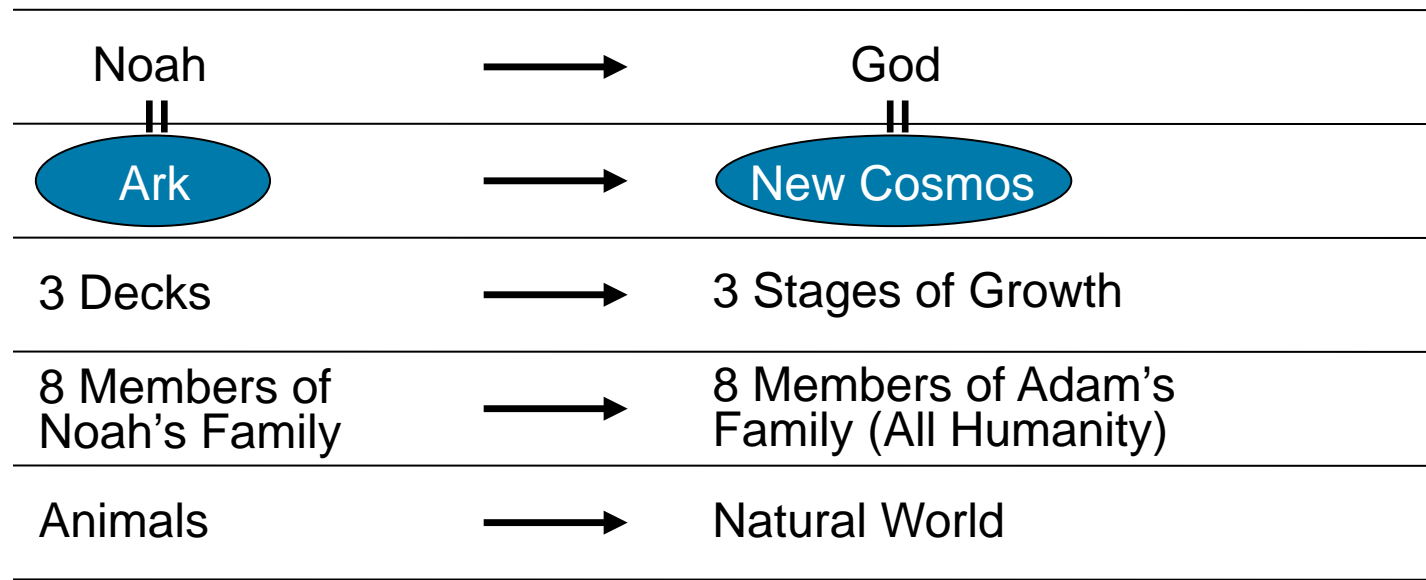 Noah God
Ark New Cosmos
3 Decks 3 Stages of Growth
8 Members of 8 Members of Adam’s
Noah’s Family Family (All Humanity)
Animals Natural World